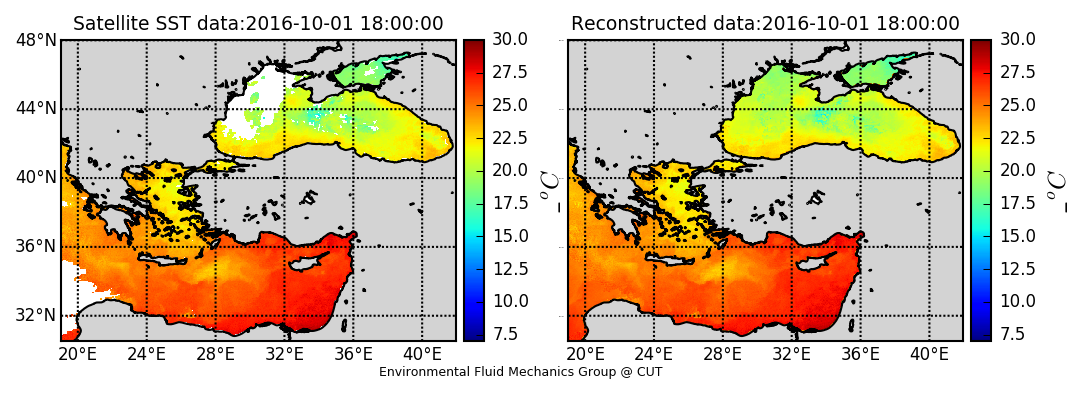 Satellite SST data:2016-10-01 18:00:00
48°N
44°N
40°N
36°N
32°N
20°E 24°E 28°E 32°E 36°E 40°E
30.0
27.5
25.0
22.5
20.0
17.5
15.0
12.5
10.0
7.5
_ °C
Reconstructed data:2016-10-01 18:00:00
20°E 24°E 28°E 32°E 36°E 40°E
30.0
27.5
25.0
22.5
20.0
17.5
15.0
12.5
10.0
7.5
_ °C
Environmental Fluid Mechanics Group @ CUT